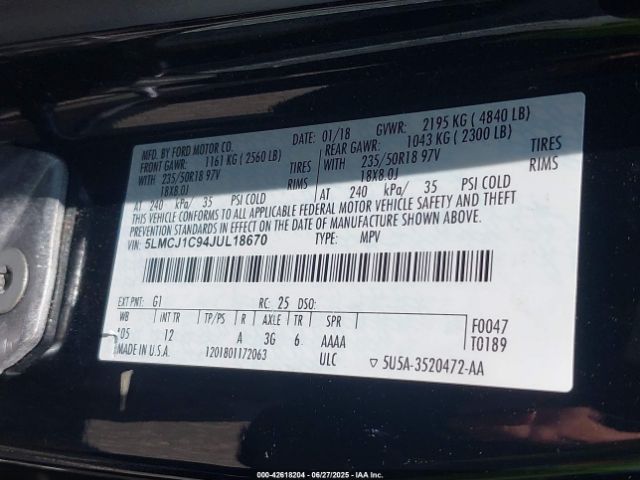 MFD. BY FORD MOTOR CO. DATE: 01/18 GVWR: 2195 KG ( 4840 LB)
FRONT GAWR: 1161 KG ( 2560 LB) REAR GAWR: 1043 KG ( 2300 LB)
WITH 235/50R18 97V TIRES WITH 235/50R18 97V TIRES
18X8.0J RIMS 18X8.0J RIMS
AT 240 kPa/ 35 PSI COLD AT 240 kPa/ 35 PSI COLD
THIS VEHICLE CONFORMS TO ALL APPLICABLE FEDERAL MOTOR VEHICLE SAFETY AND THEFT
PREVENTION STANDARDS IN EFFECT ON THE DATE OF MANUFACTURE SHOWN ABOVE.
VIN: 5LMCJ1C94JUL18670 TYPE: MPV
EXT PNT: G1 RC: 25 DSO:
WB INT TR TP/PS R AXLE TR SPR F0047
105 12 A 3G 6 AAAA T0189
MADE IN U.S.A. 1201801172063 ULC ▽ 5U5A-3520472-AA
000-42618204 | 06/27/2025 | IAA, INC.